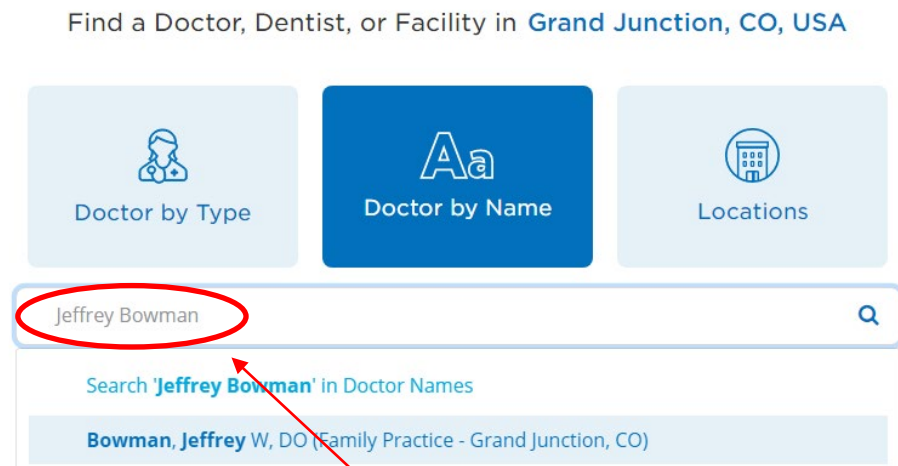 Find a Doctor, Dentist, or Facility in Grand Junction, CO, USA
Aa
Doctor by Type
Doctor by Name
Locations
Jeffrey Bowman
Search 'Jeffrey Bowman' in Doctor Names
Bowman, Jeffrey W, DO (Family Practice - Grand Junction, CO)